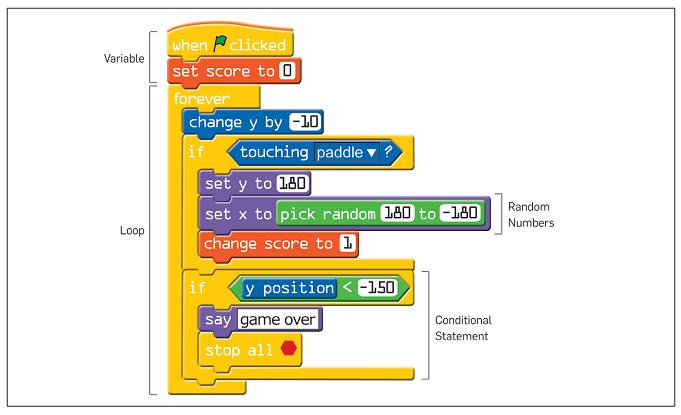 when clicked
Variable
set score to 0
forever
change y by -10
if touching paddle ▼ ?
set y to 180
set x to pick random 180 to -180
Random
Numbers
Loop
change score to 1
if y position < -150
say game over
Conditional
Statement
stop all